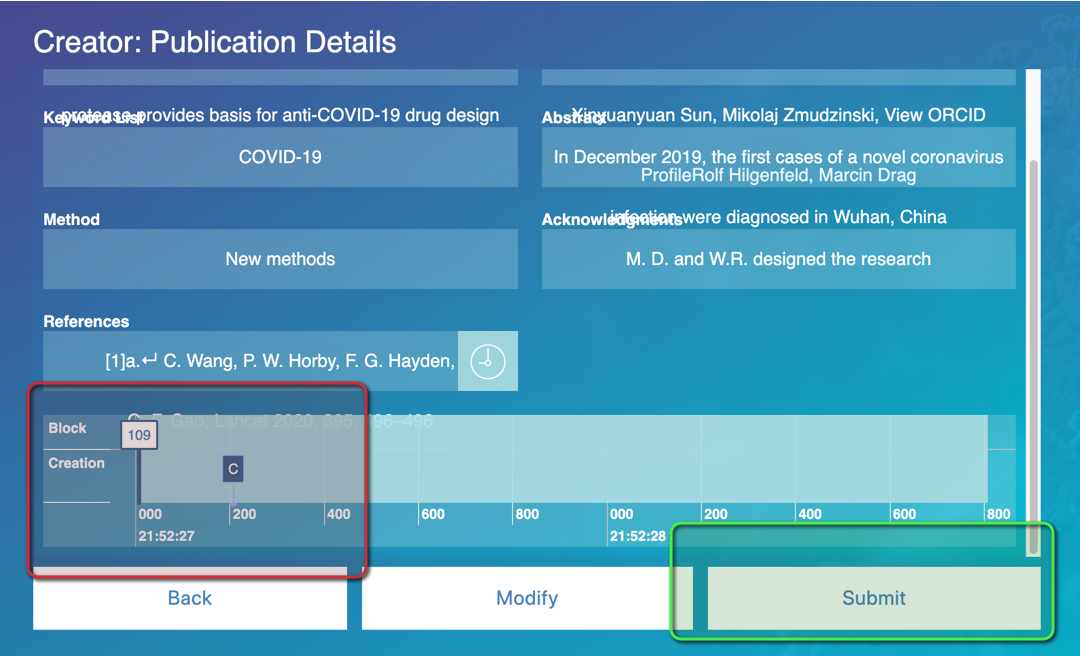 Creator: Publication Details
protease provides basis for anti-COVID-19 drug design
Xinyuanyuan Sun, Mikolaj Zmudzinski, View ORCID
Keyword List
Abstract
COVID-19
In December 2019, the first cases of a novel coronavirus
ProfileRolf Hilgenfeld, Marcin Drag
infection were diagnosed in Wuhan, China
Method
Acknowledgments
New methods
M. D. and W.R. designed the research
References
[1]a.↵ C. Wang, P. W. Horby, F. G. Hayden,
G. F. Gao, Lancet 2020, 395, 496–496
Block
109
Creation
C
000 200 400 600 800 000 200 400 600 800
21:52:27 21:52:28
Back Modify Submit